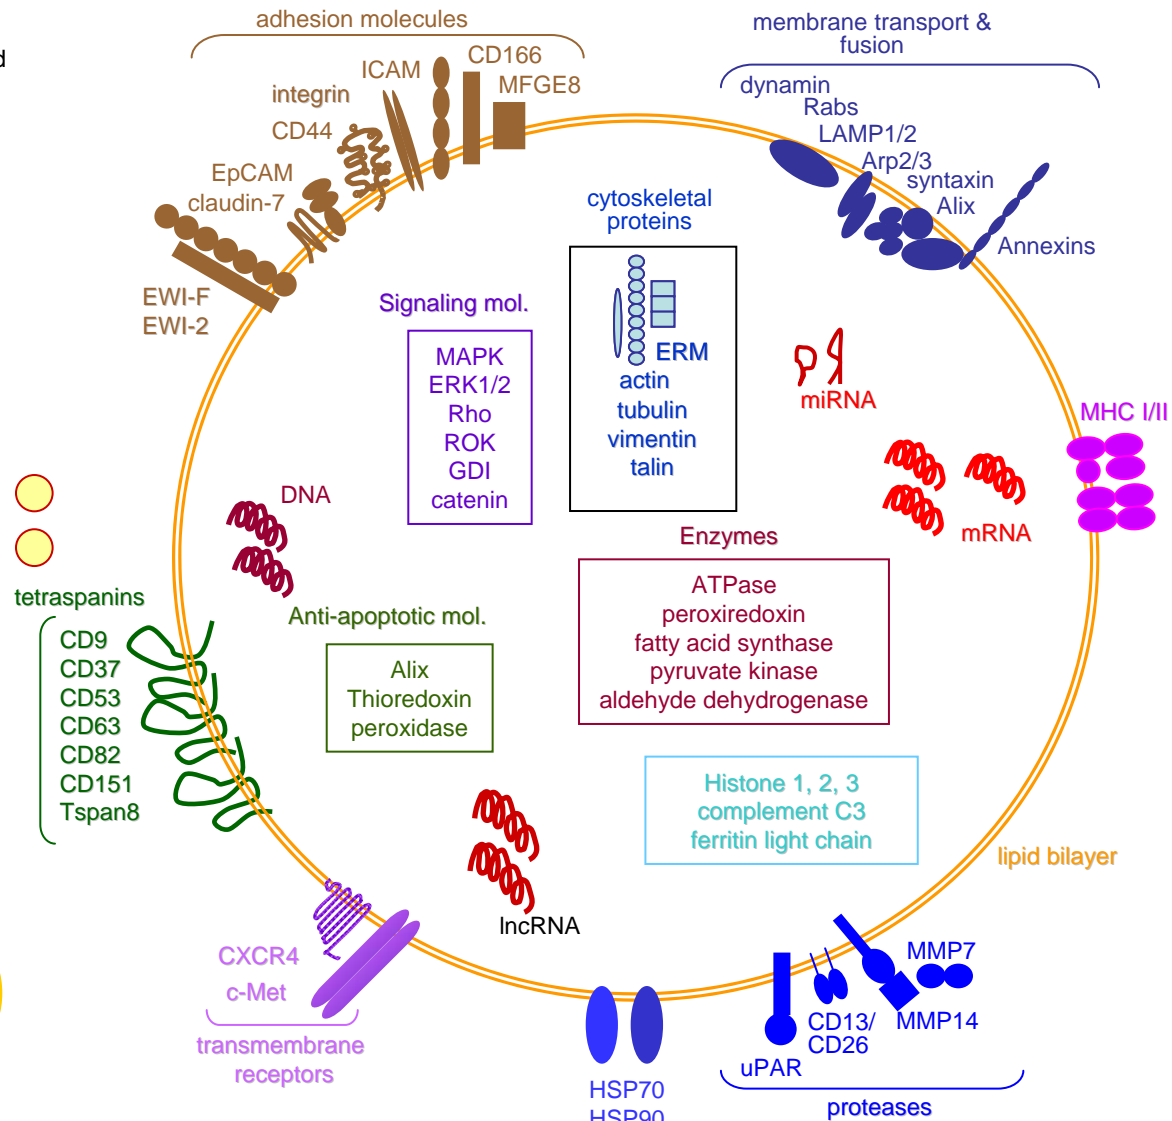 adhesion molecules
membrane transport &
fusion
d
CD166
ICAM
MFGE8
integrin
CD44
EpCAM
claudin-7
EWI-F
EWI-2
dynamin
Rabs
LAMP1/2
Arp2/3
syntaxin
Alix
Annexins
cytoskeletal
proteins
ERM
actin
tubulin
vimentin
talin
Signaling mol.
MAPK
ERK1/2
Rho
ROK
GDI
catenin
miRNA
MHC I/II
mRNA
DNA
Enzymes
ATPase
peroxiredoxin
fatty acid synthase
pyruvate kinase
aldehyde dehydrogenase
tetraspanins
CD9
CD37
CD53
CD63
CD82
CD151
Tspan8
Anti-apoptotic mol.
Alix
Thioredoxin
peroxidase
Histone 1, 2, 3
complement C3
ferritin light chain
lipid bilayer
lncRNA
CXCR4
c-Met
transmembrane
receptors
HSP70
HSP90
uPAR
CD13/
CD26
MMP7
MMP14
proteases